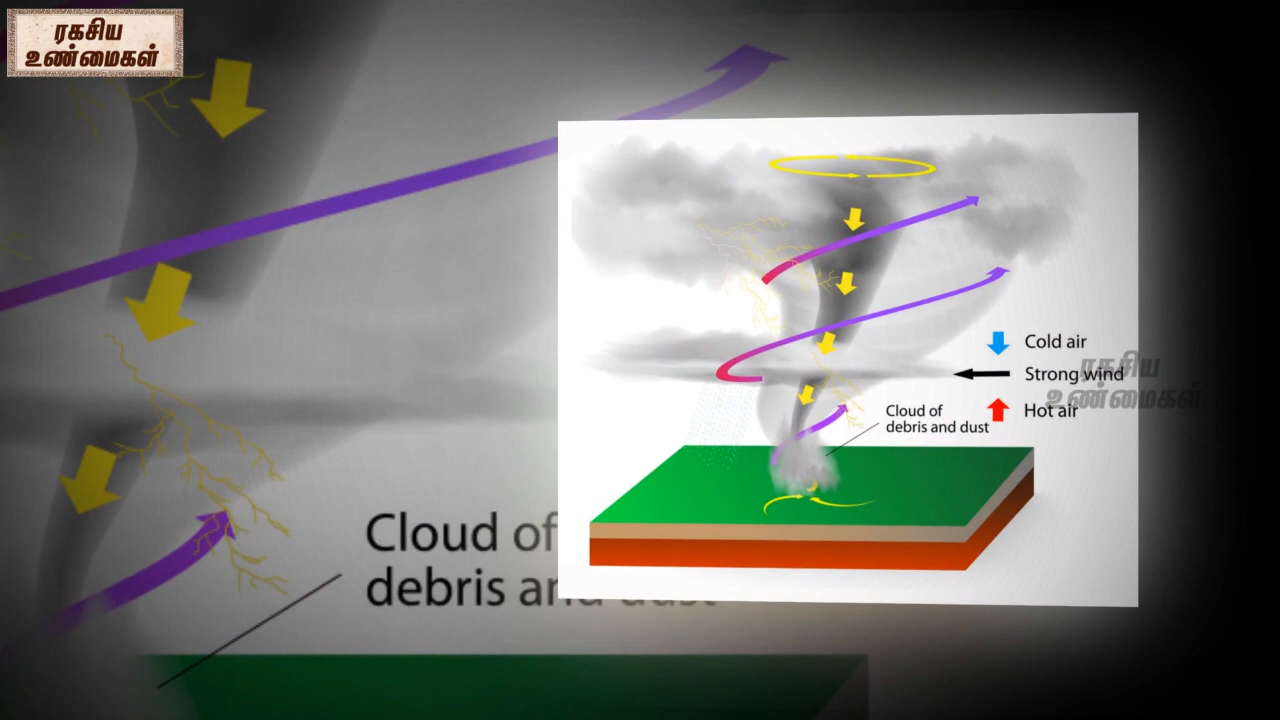 ரகசிய
உண்மைகள்
Cold air
Strong wind
Hot air
ரகசிய
உண்மைகள்
Cloud of
debris and dust
Cloud of
debris and dust